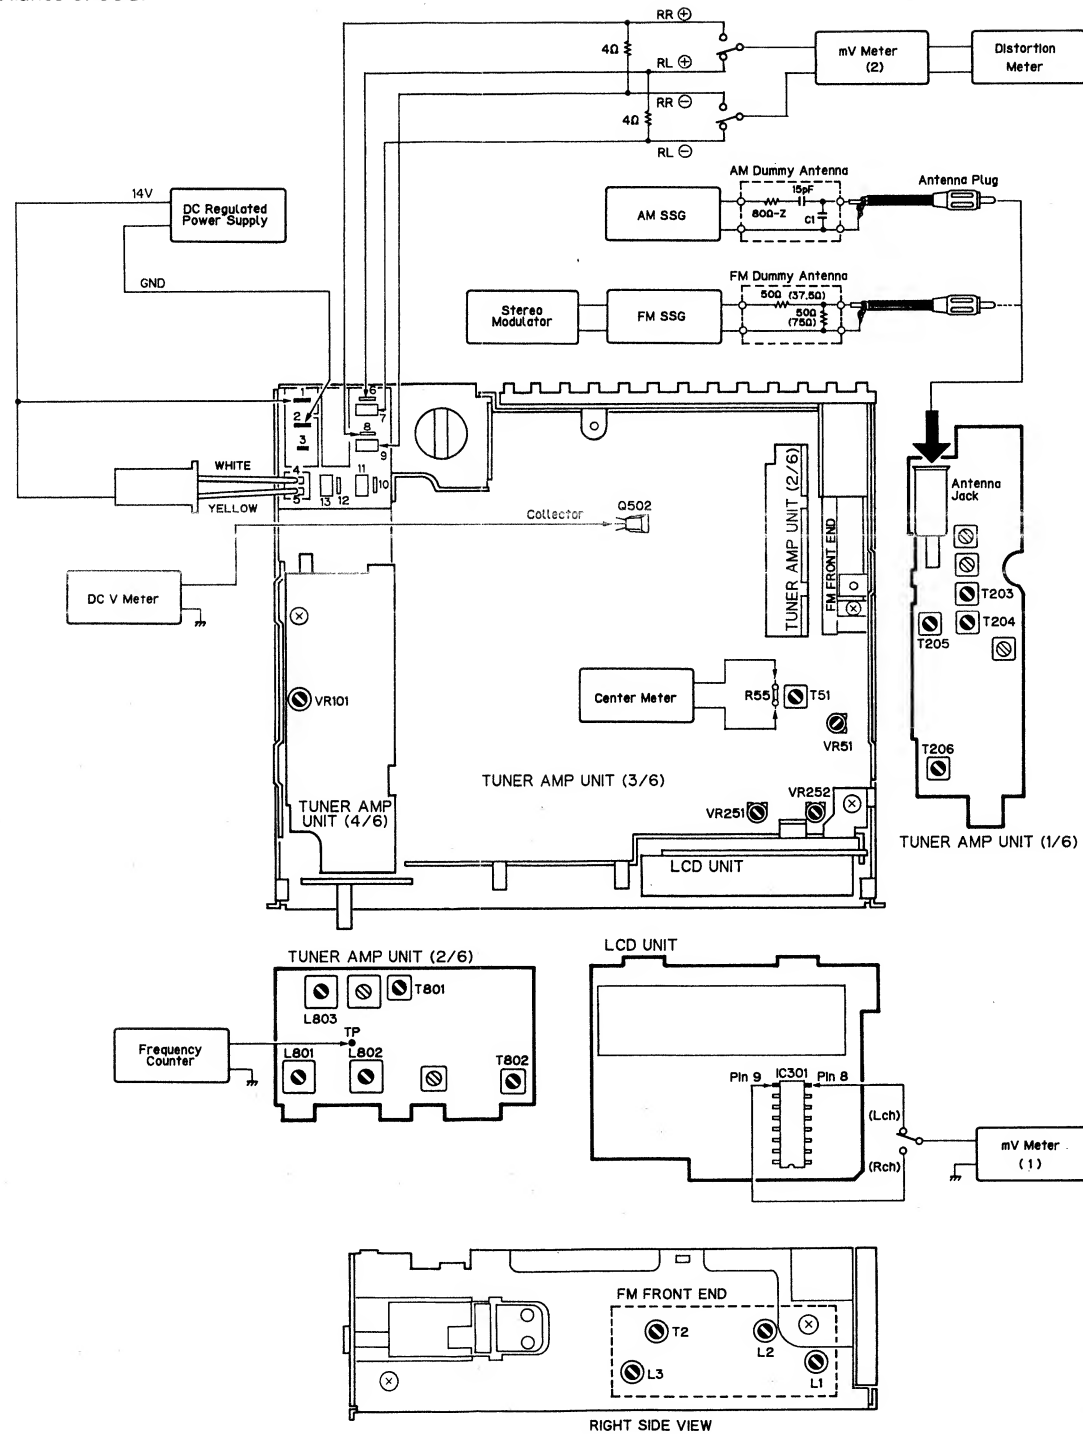 RR ⊕
4Ω
RL ⊕
RR ⊖
4Ω
RL ⊖
mV Meter
(2)
Distortion
Meter
14V
DC Regulated
Power Supply
GND
AM Dummy Antenna
15pF
80Ω-Z
C1
AM SSG
Antenna Plug
FM Dummy Antenna
50Ω (37.5Ω)
50Ω
(75Ω)
Stereo
Modulator
FM SSG
1
2
3
4
5
6
7
8
9
11
10
13
12
WHITE
YELLOW
Collector
Q502
DC V Meter
TUNER AMP UNIT (2/6)
FM FRONT END
Antenna
Jack
T203
T204
T205
T206
TUNER AMP UNIT (1/6)
VR101
Center Meter
R55
T51
VR51
TUNER AMP UNIT (3/6)
TUNER AMP
UNIT (4/6)
VR251
VR252
LCD UNIT
TUNER AMP UNIT (2/6)
L803
T801
TP
L801
L802
T802
Frequency
Counter
LCD UNIT
Pin 9
IC301
Pin 8
(Lch)
(Rch)
mV Meter
(1)
FM FRONT END
T2
L2
L3
L1
RIGHT SIDE VIEW